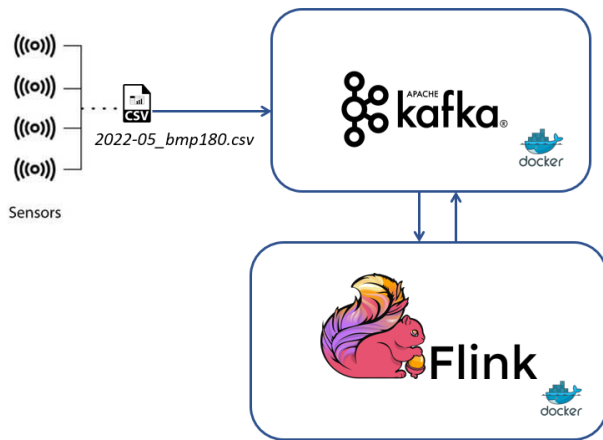 CSV
2022-05_bmp180.csv
Sensors
APACHE
kafka®
docker
Flink
docker